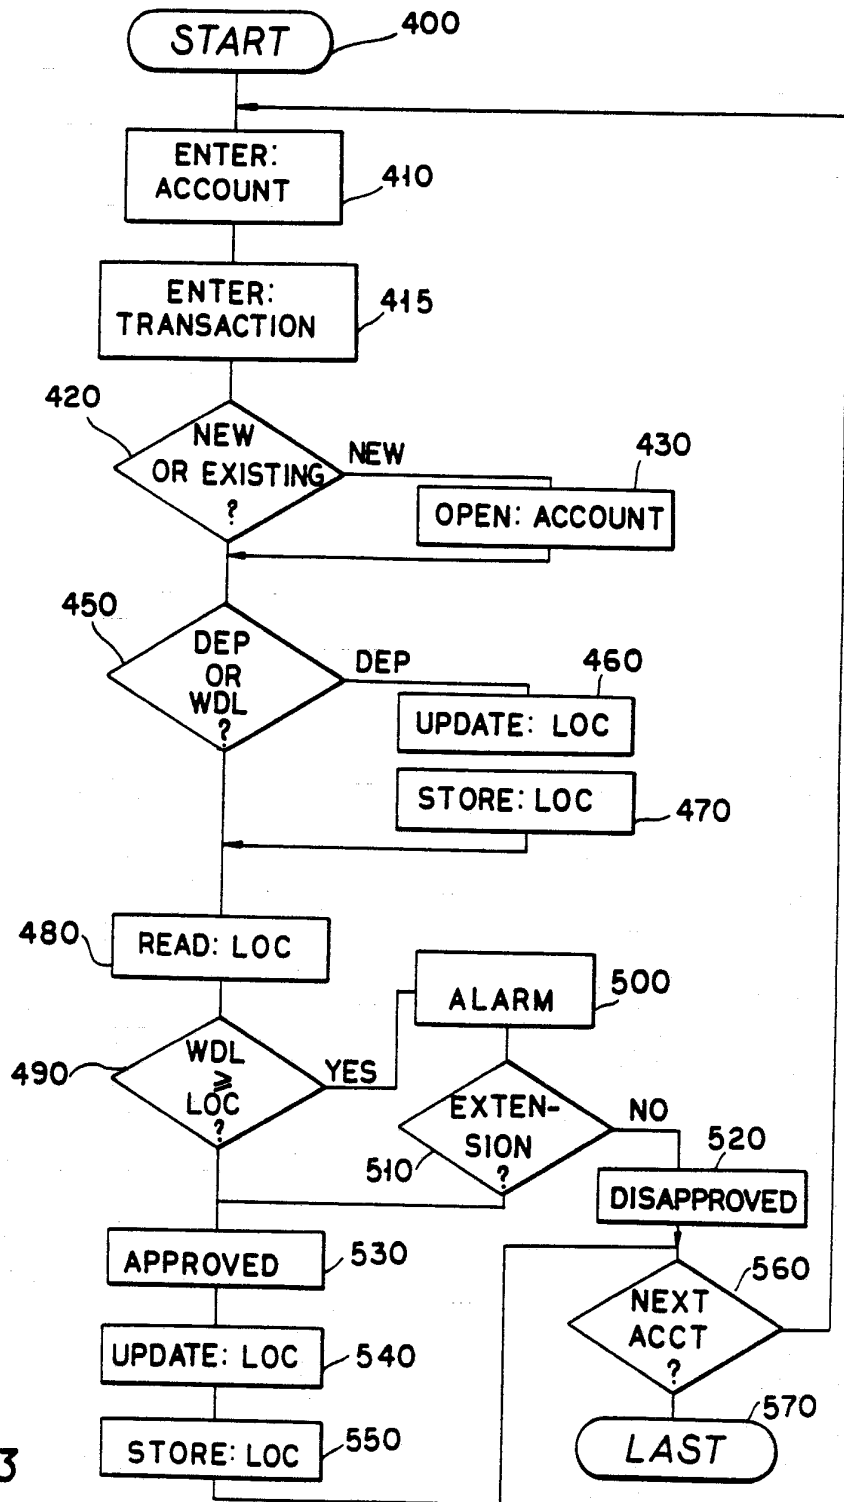 START
400
ENTER:
ACCOUNT
410
ENTER:
TRANSACTION
415
420
NEW
OR EXISTING
?
NEW
430
OPEN: ACCOUNT
450
DEP
OR
WDL
?
DEP
460
UPDATE: LOC
STORE: LOC
470
480
READ: LOC
ALARM
500
490
WDL
≥
LOC
?
YES
EXTEN-
SION
?
510
NO
520
DISAPPROVED
APPROVED
530
560
NEXT
ACCT
?
UPDATE: LOC
540
STORE: LOC
550
570
LAST
3